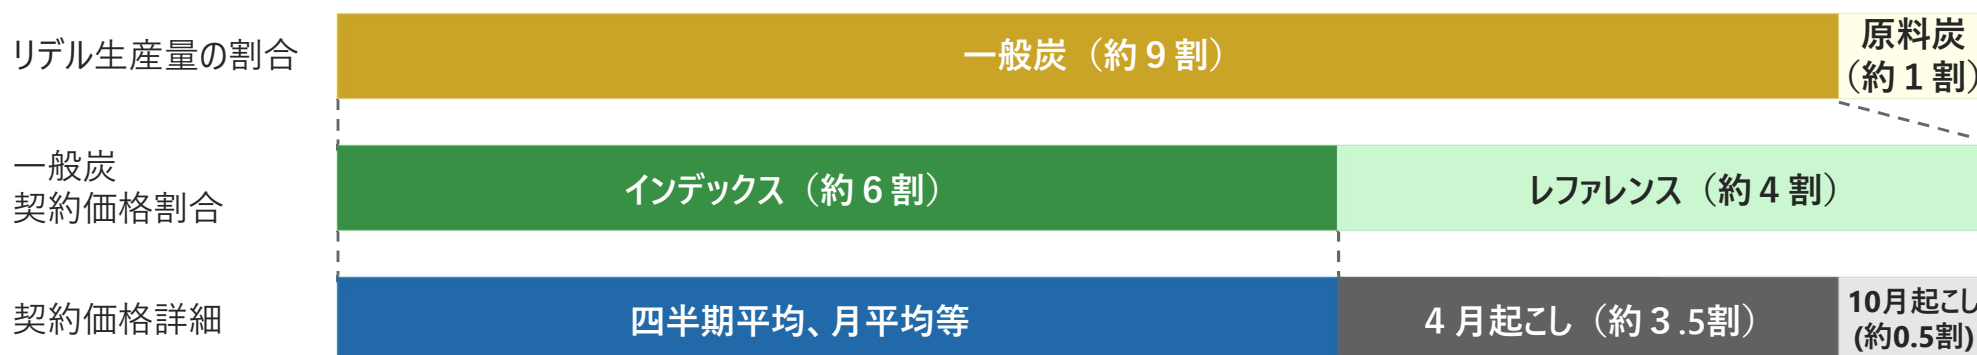 リデル生産量の割合
一般炭（約９割）
原料炭
（約１割）
一般炭
契約価格割合
インデックス（約６割）
レファレンス（約４割）
契約価格詳細
四半期平均、月平均等
４月起こし（約３.5割）
10月起こし
(約0.5割)